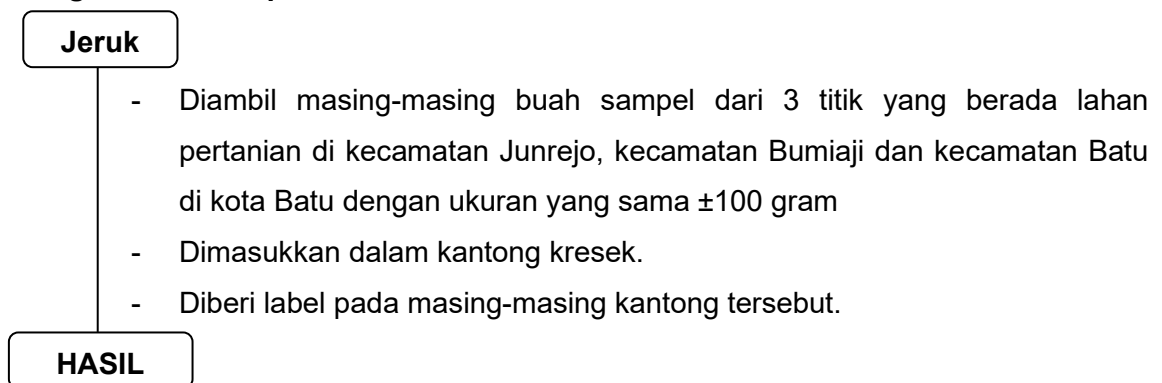 Jeruk
- Diambil masing-masing buah sampel dari 3 titik yang berada lahan
pertanian di kecamatan Junrejo, kecamatan Bumiaji dan kecamatan Batu
di kota Batu dengan ukuran yang sama ±100 gram
- Dimasukkan dalam kantong kresek.
- Diberi label pada masing-masing kantong tersebut.
HASIL